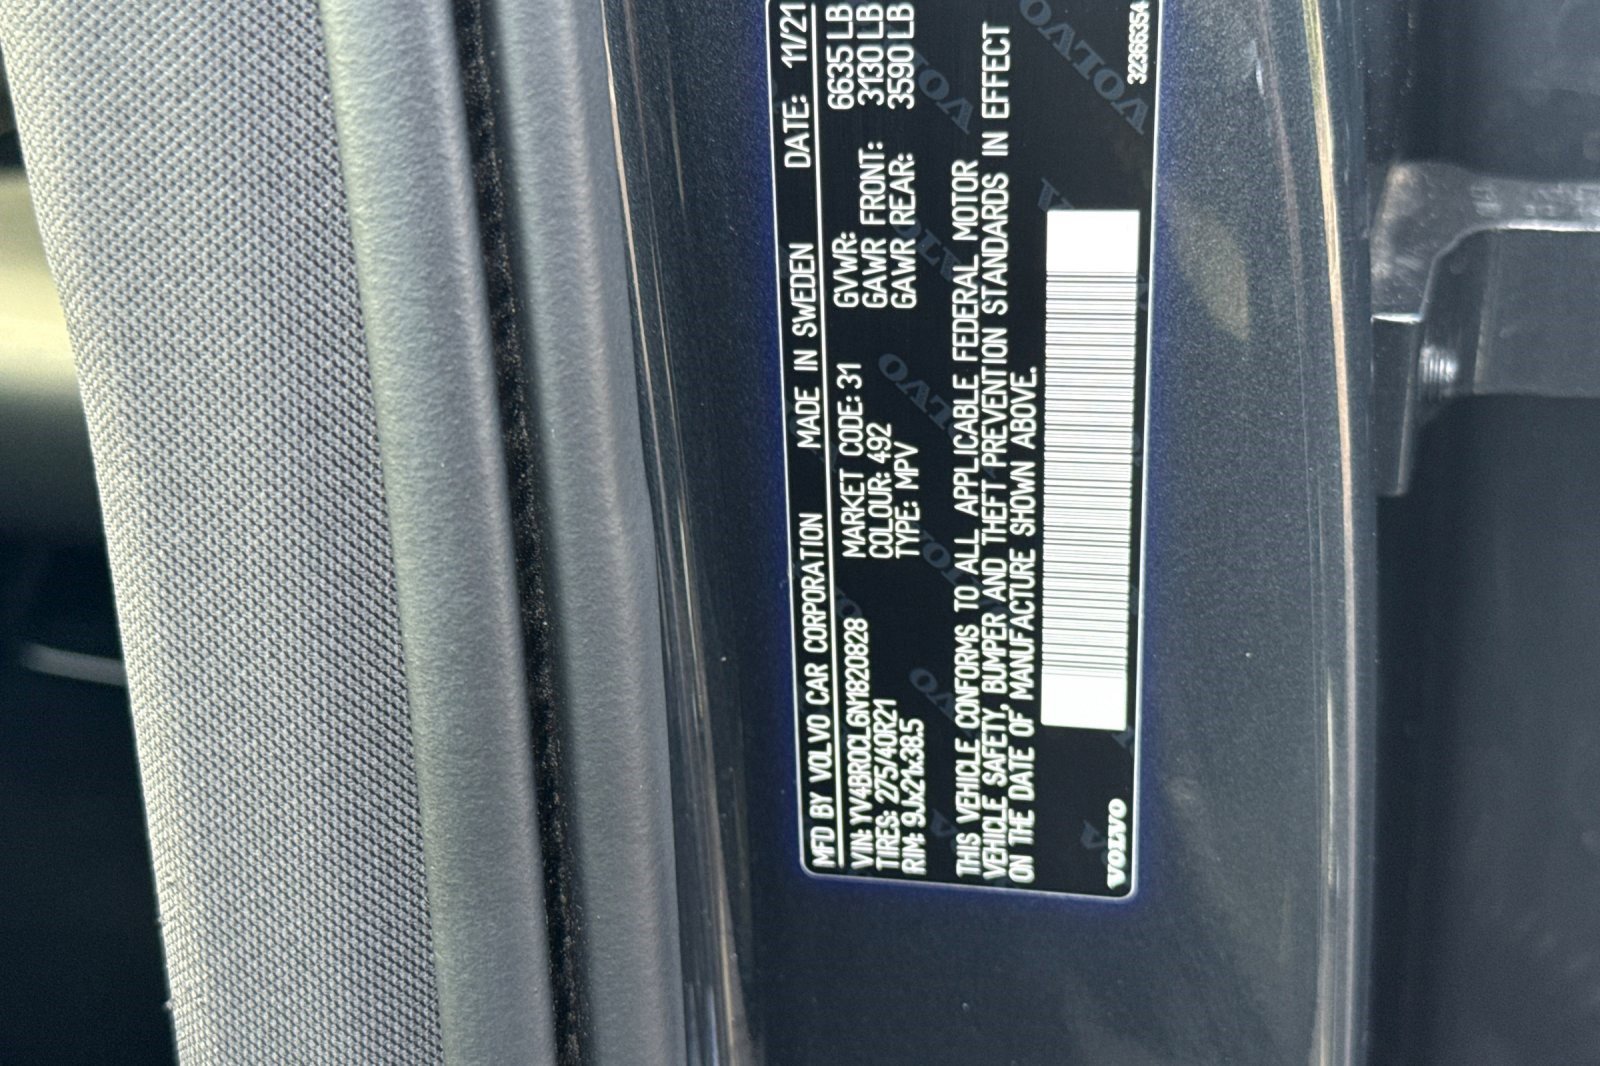 MFD BY VOLVO CAR CORPORATION MADE IN SWEDEN DATE: 11/21
VIN: YV4BR0CL6N1820828 MARKET CODE: 31 GVWR: 6635 LB
TIRES: 275/40R21 COLOUR: 492 GAWR FRONT: 3130 LB
RIM: 9Jx21x38.5 TYPE: MPV GAWR REAR: 3590 LB
THIS VEHICLE CONFORMS TO ALL APPLICABLE FEDERAL MOTOR
VEHICLE SAFETY, BUMPER AND THEFT PREVENTION STANDARDS IN EFFECT
ON THE DATE OF MANUFACTURE SHOWN ABOVE.
VOLVO 32366354